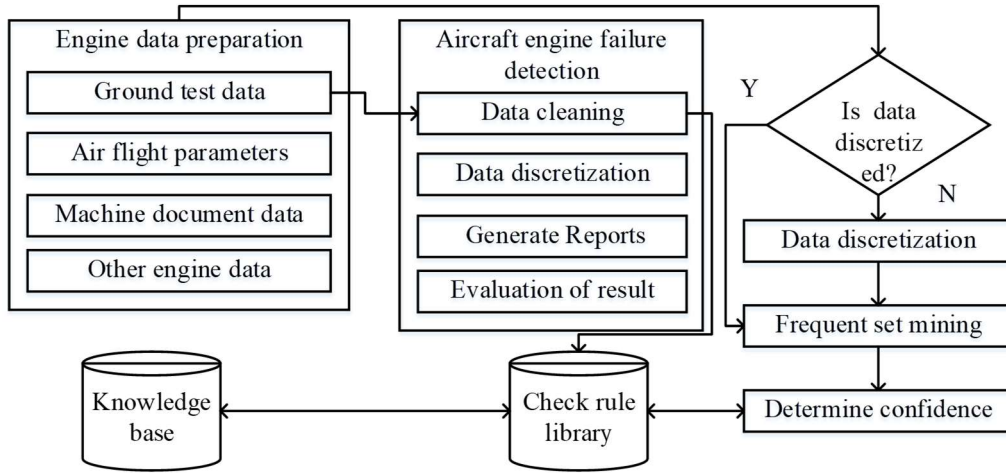 Engine data preparation
Ground test data
Air flight parameters
Machine document data
Other engine data
Aircraft engine failure
detection
Data cleaning
Data discretization
Generate Reports
Evaluation of result
Y
Is data
discretiz
ed?
N
Data discretization
Frequent set mining
Determine confidence
Knowledge
base
Check rule
library